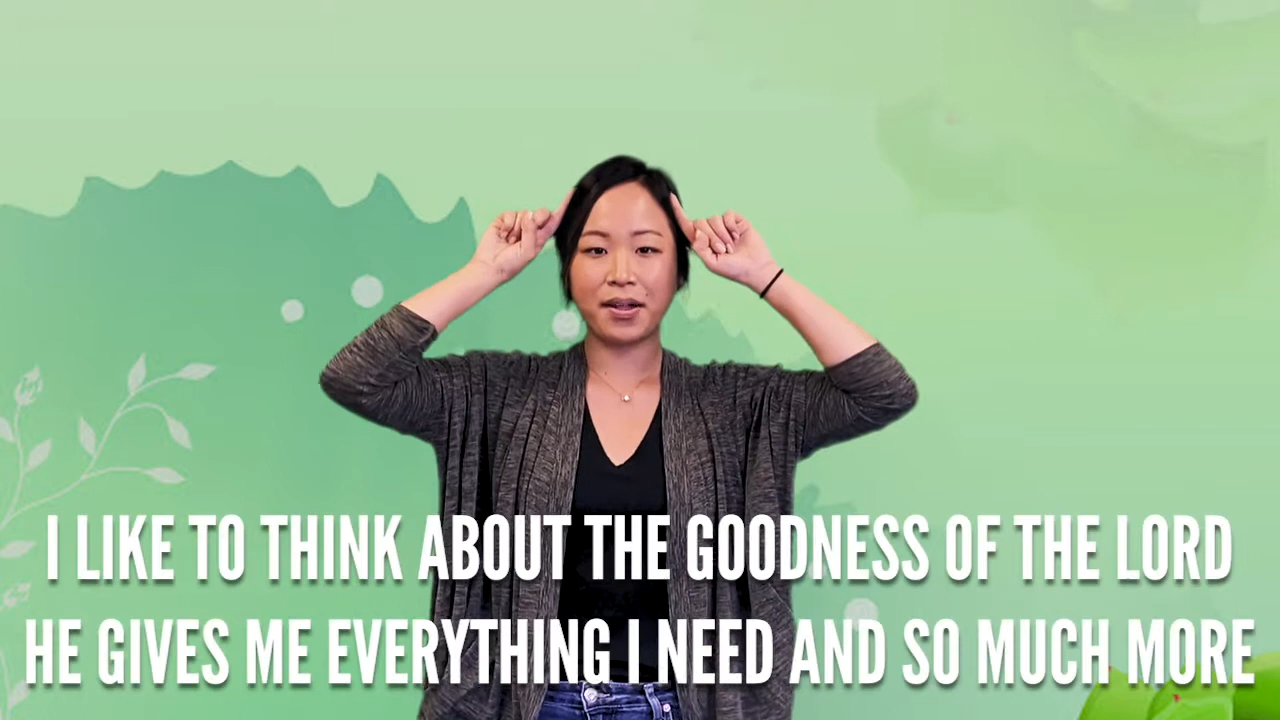 I LIKE TO THINK ABOUT THE GOODNESS OF THE LORD
HE GIVES ME EVERYTHING I NEED AND SO MUCH MORE